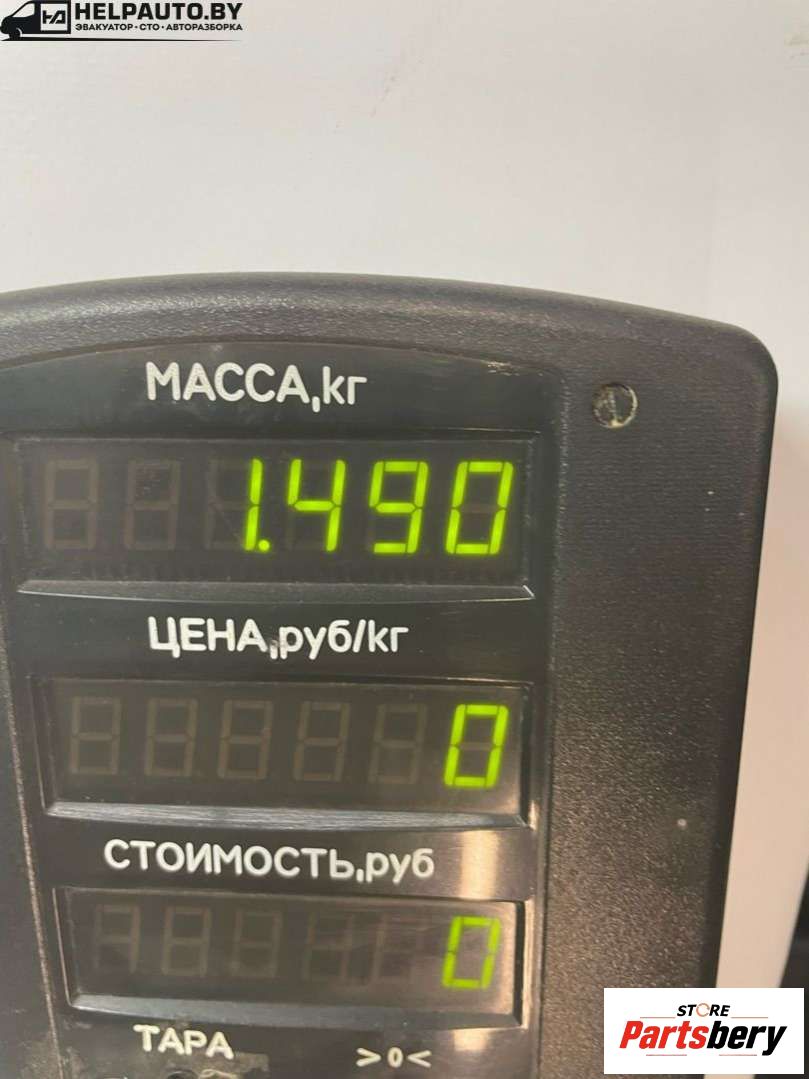 HELPAUTO.BY
ЭВАКУАТОР • СТО • АВТОРАЗБОРКА
МАССА,кг
1.490
ЦЕНА,руб/кг
0
СТОИМОСТЬ,руб
0
ТАРА >0<
STORE
Partsbery